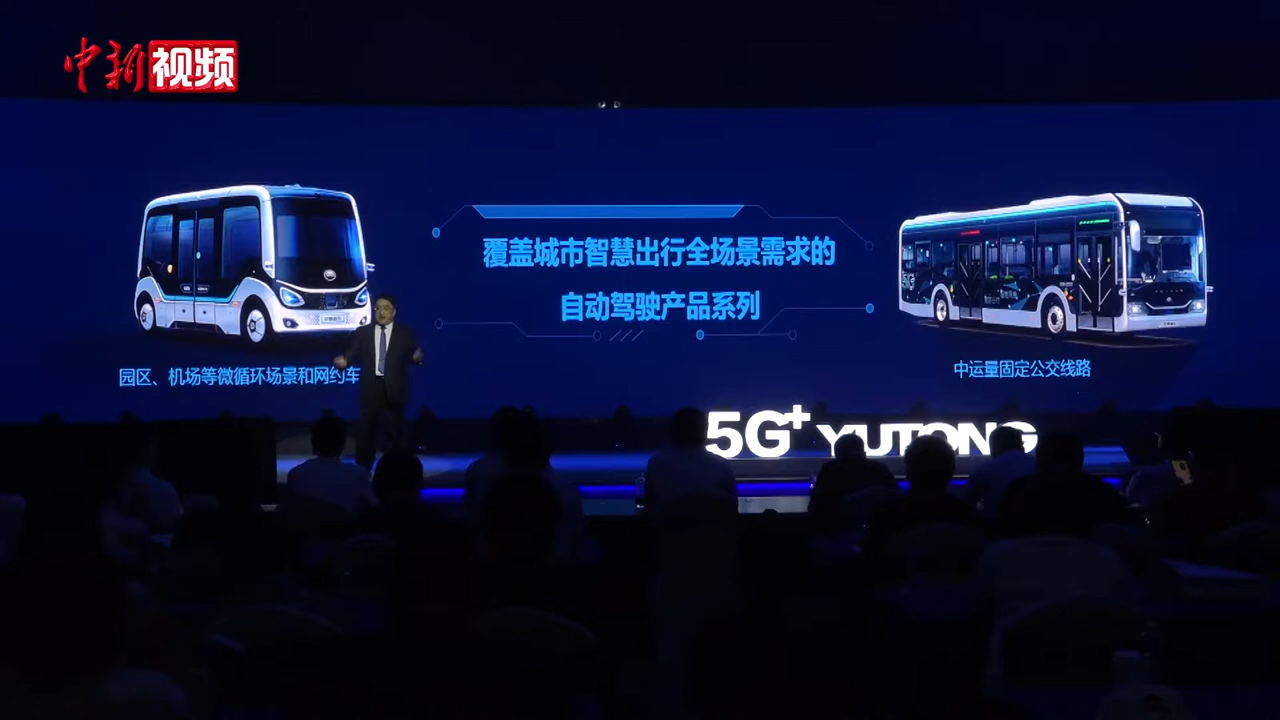 中新视频
覆盖城市智慧出行全场景需求的
自动驾驶产品系列
园区、机场等微循环场景和网约车
中运量固定公交线路
5G+ YUTONG
5G